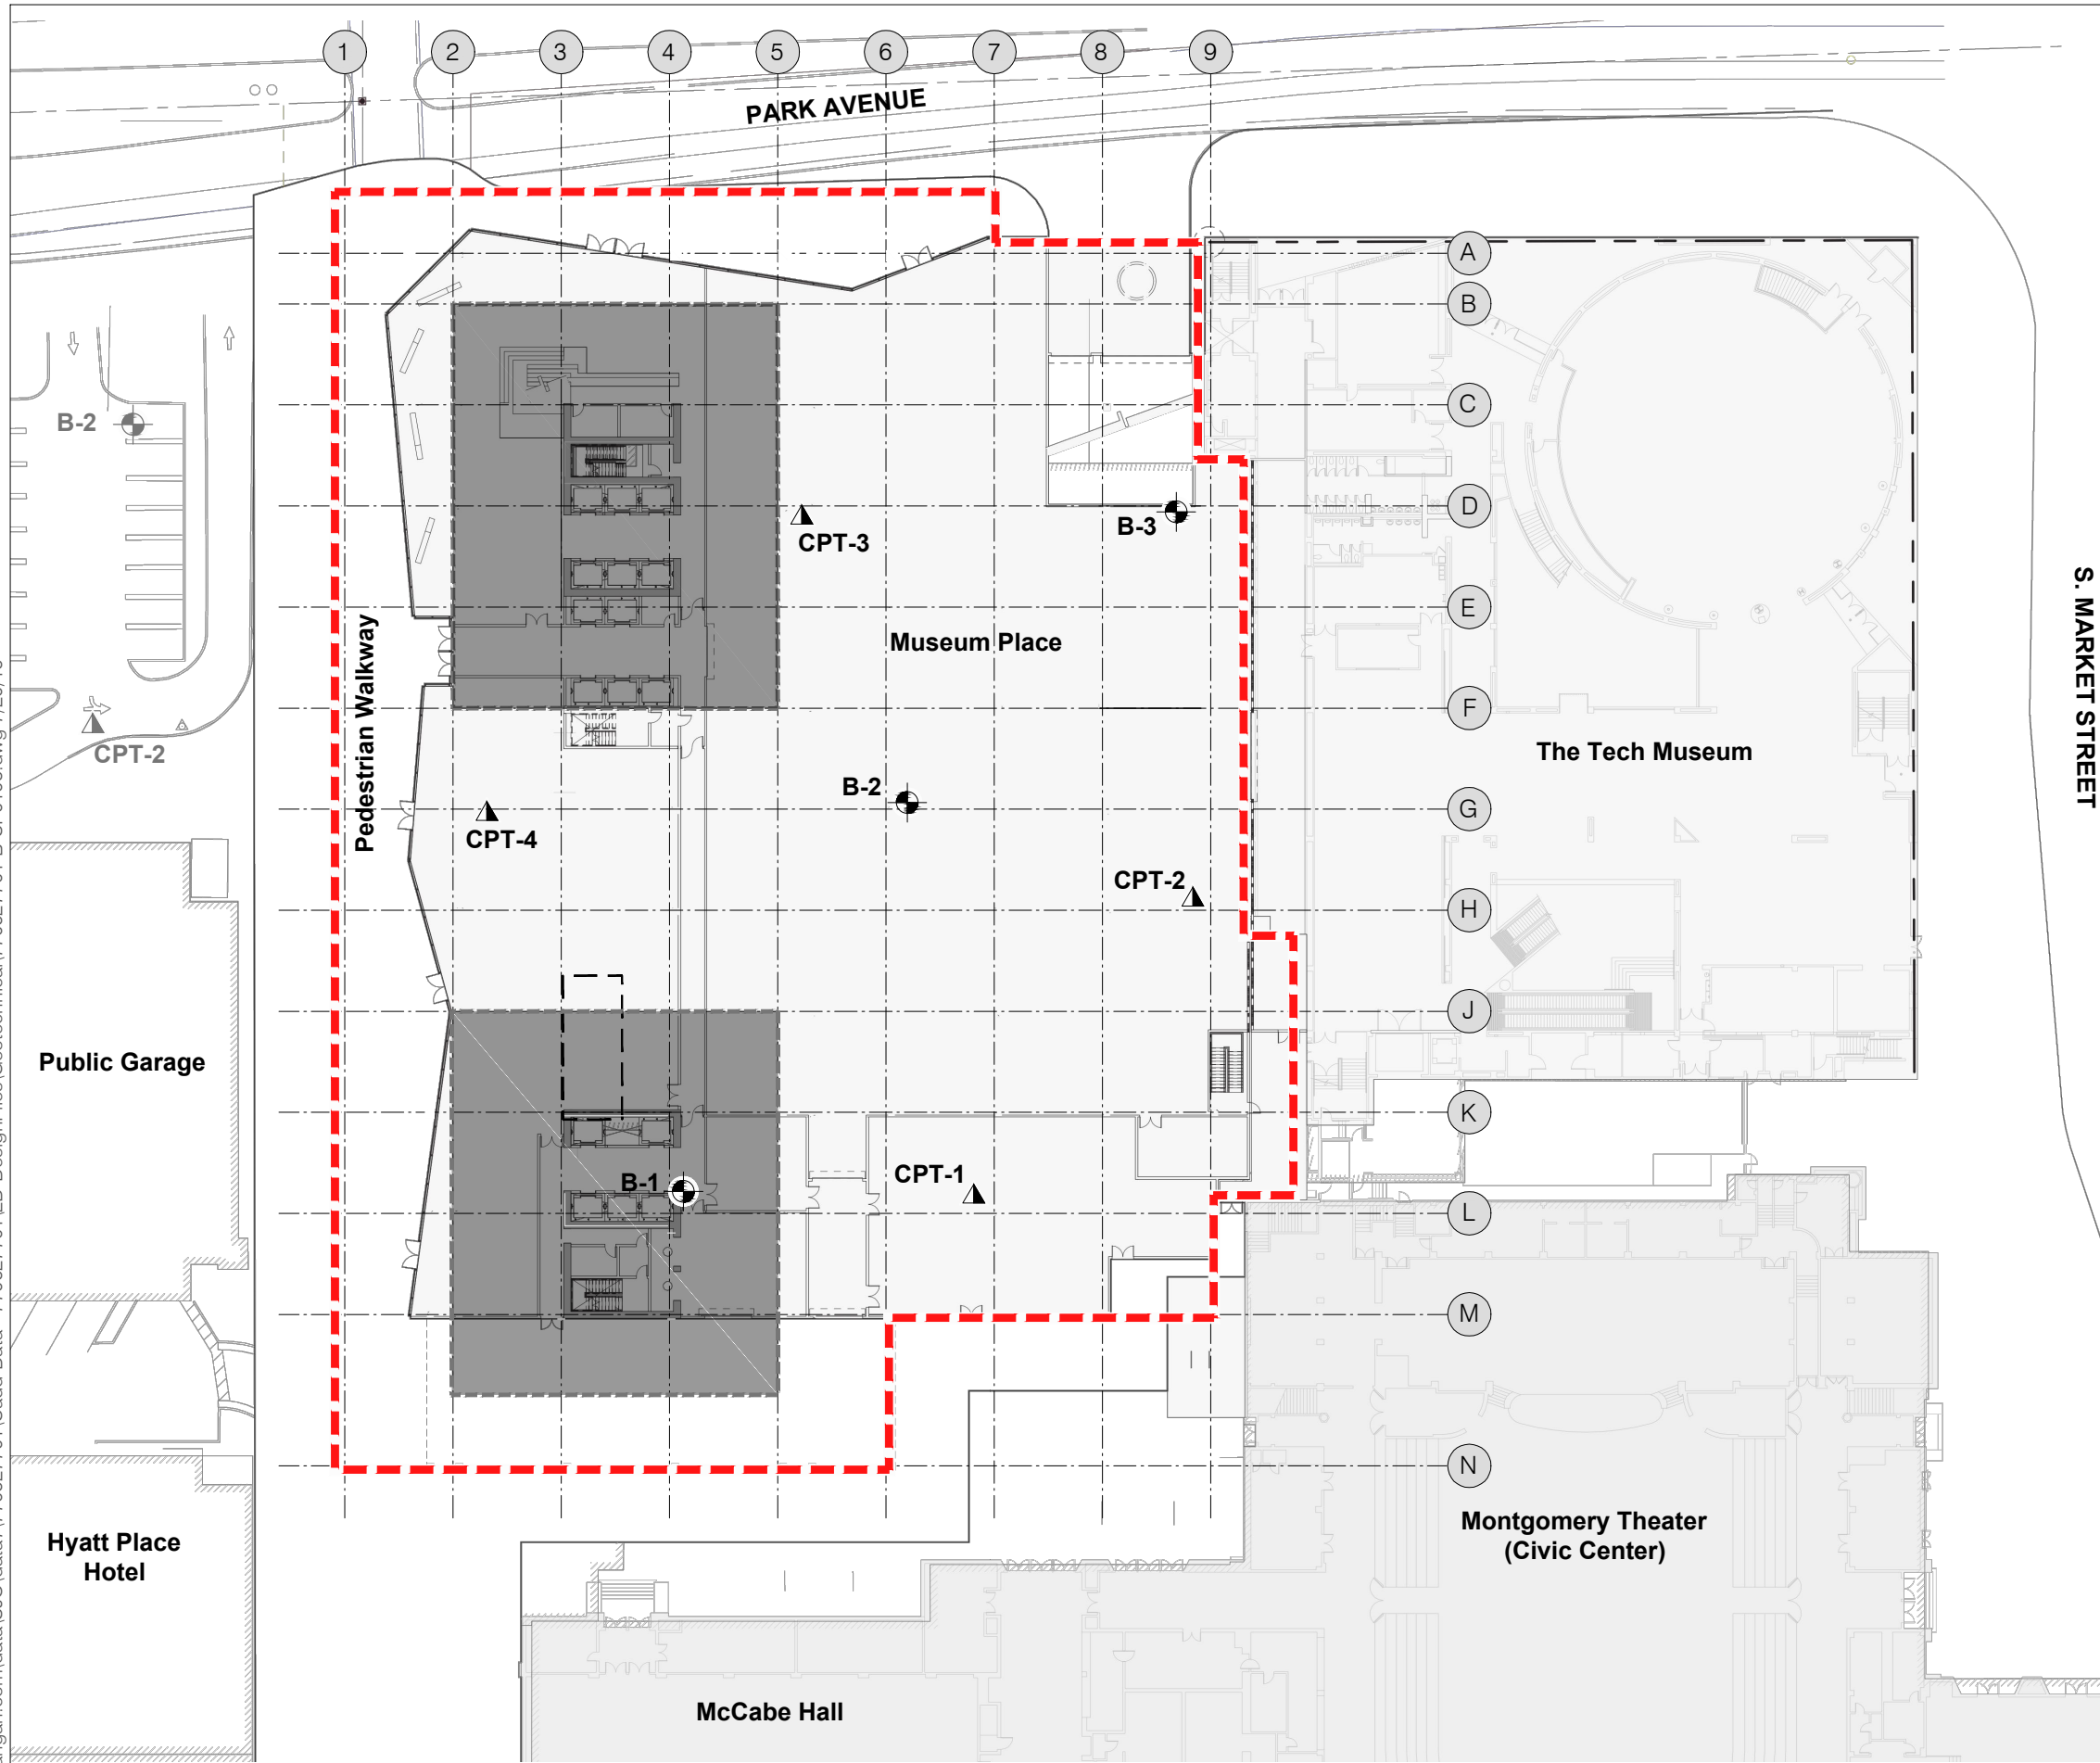 1 2 3 4 5 6 7 8 9
PARK AVENUE
A
B
C
B-2
D
B-3
CPT-3
E
Museum Place
Pedestrian Walkway
S. MARKET STREET
F
CPT-2
The Tech Museum
B-2
G
CPT-4
CPT-2
H
J
Public Garage
K
CPT-1
B-1
L
M
N
Montgomery Theater
(Civic Center)
Hyatt Place
Hotel
McCabe Hall